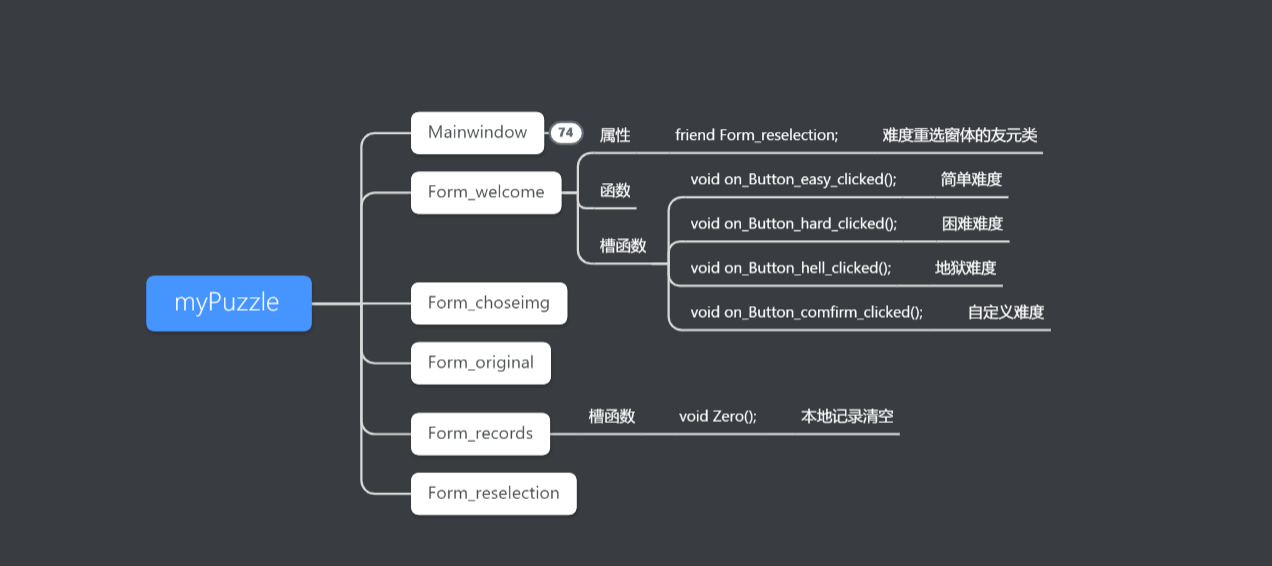 myPuzzle
Mainwindow 74
Form_welcome
属性 friend Form_reselection; 难度重选窗体的友元类
函数
槽函数
void on_Button_easy_clicked(); 简单难度
void on_Button_hard_clicked(); 困难难度
void on_Button_hell_clicked(); 地狱难度
void on_Button_comfirm_clicked(); 自定义难度
Form_choseimg
Form_original
Form_records 槽函数 void Zero(); 本地记录清空
Form_reselection